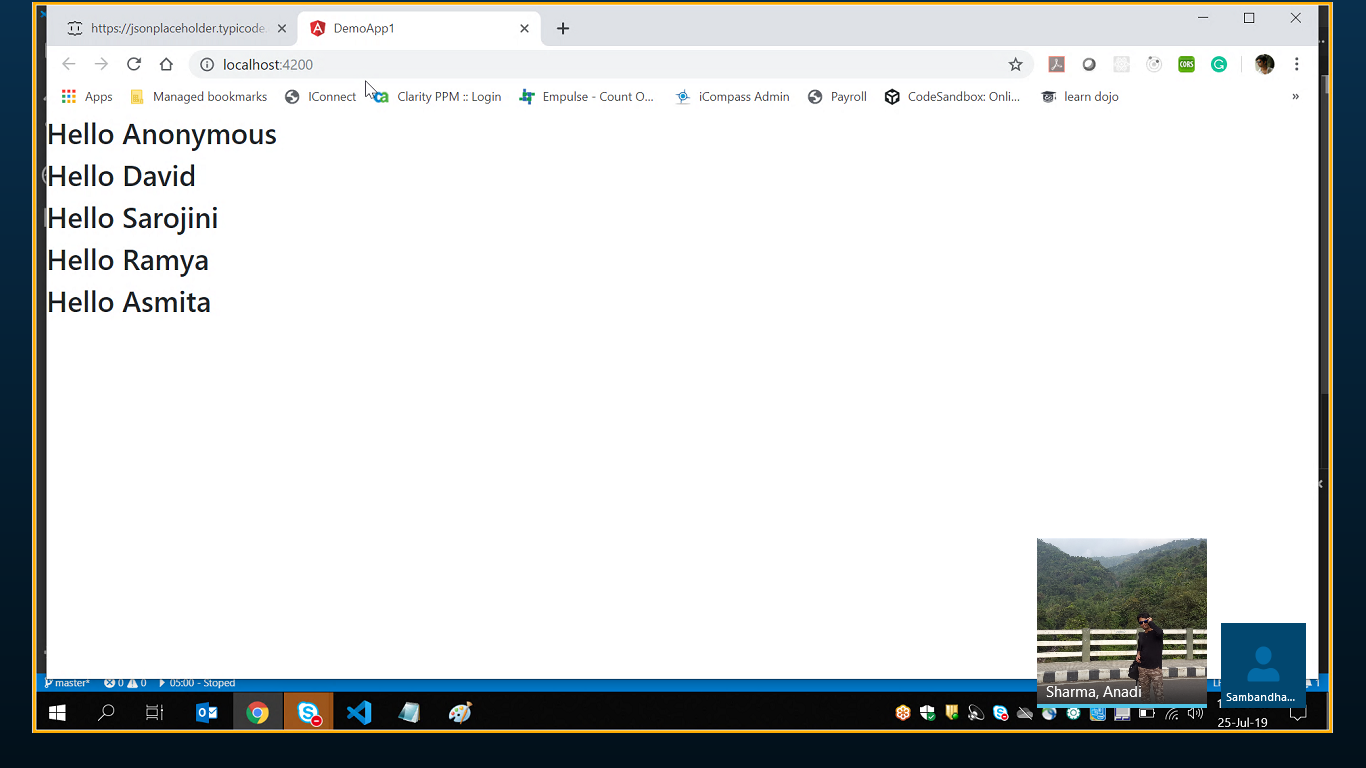 https://jsonplaceholder.typicode.
DemoApp1
localhost:4200
CORS
Apps
Managed bookmarks
IConnect
ca
Clarity PPM :: Login
Empulse - Count O...
iCompass Admin
Payroll
CodeSandbox: Onli...
learn dojo
»
Hello Anonymous
Hello David
Hello Sarojini
Hello Ramya
Hello Asmita
Sharma, Anadi
Sambandha...
master*
0
0
05:00 - Stoped
25-Jul-19